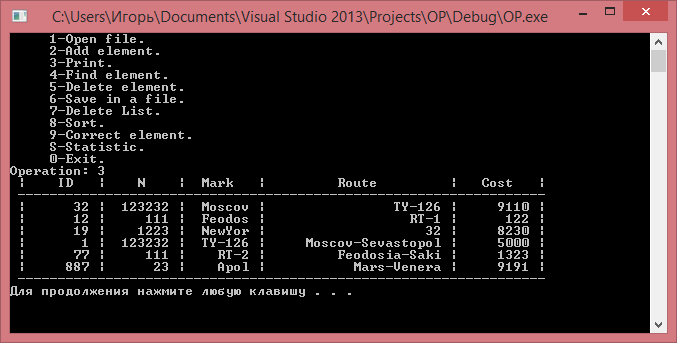 C:\Users\Игорь\Documents\Visual Studio 2013\Projects\OP\Debug\OP.exe
1-Open file.
2-Add element.
3-Print.
4-Find element.
5-Delete element.
6-Save in a file.
7-Delete List.
8-Sort.
9-Correct element.
S-Statistic.
0-Exit.
Operation: 3
¦ ID ¦ N ¦ Mark ¦ Route ¦ Cost ¦
¦ 32 ¦ 123232 ¦ Moscov ¦ TY-126 ¦ 9110 ¦
¦ 12 ¦ 111 ¦ Feodos ¦ RT-1 ¦ 122 ¦
¦ 19 ¦ 1223 ¦ NewYor ¦ 32 ¦ 8230 ¦
¦ 1 ¦ 123232 ¦ TY-126 ¦ Moscov-Sevastopol ¦ 5000 ¦
¦ 77 ¦ 111 ¦ RT-2 ¦ Feodosia-Saki ¦ 1323 ¦
¦ 887 ¦ 23 ¦ Apol ¦ Mars-Venera ¦ 9191 ¦
Для продолжения нажмите любую клавишу . . .